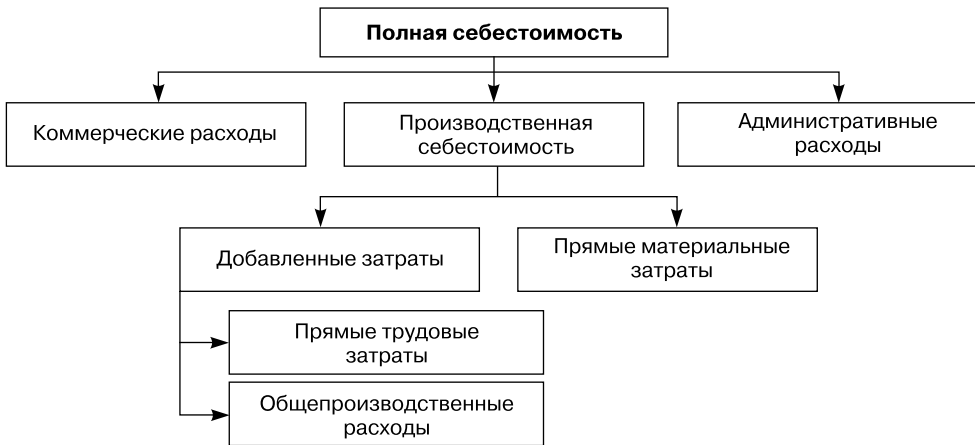 Полная себестоимость
Коммерческие расходы
Производственная
себестоимость
Административные
расходы
Добавленные затраты
Прямые материальные
затраты
Прямые трудовые
затраты
Общепроизводственные
расходы